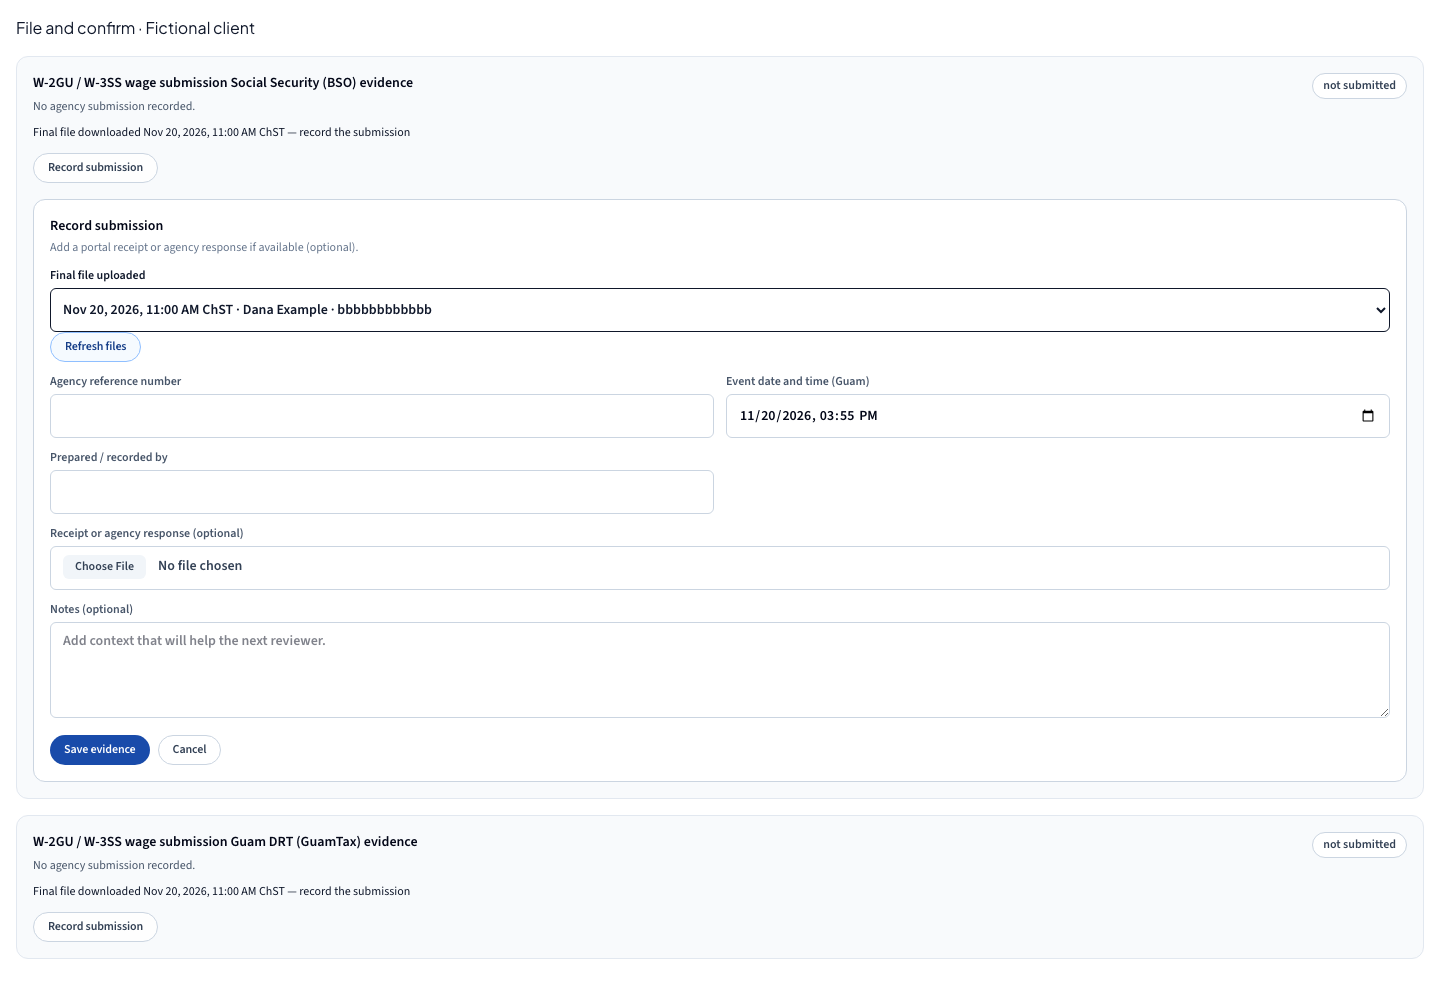 File and confirm · Fictional client
W-2GU / W-3SS wage submission Social Security (BSO) evidence
not submitted
No agency submission recorded.
Final file downloaded Nov 20, 2026, 11:00 AM ChST — record the submission
Record submission
Record submission
Add a portal receipt or agency response if available (optional).
Final file uploaded
Nov 20, 2026, 11:00 AM ChST · Dana Example · bbbbbbbbbbbb
Refresh files
Agency reference number
Event date and time (Guam)
11/20/2026, 03:55 PM
Prepared / recorded by
Receipt or agency response (optional)
Choose File No file chosen
Notes (optional)
Add context that will help the next reviewer.
Save evidence
Cancel
W-2GU / W-3SS wage submission Guam DRT (GuamTax) evidence
not submitted
No agency submission recorded.
Final file downloaded Nov 20, 2026, 11:00 AM ChST — record the submission
Record submission